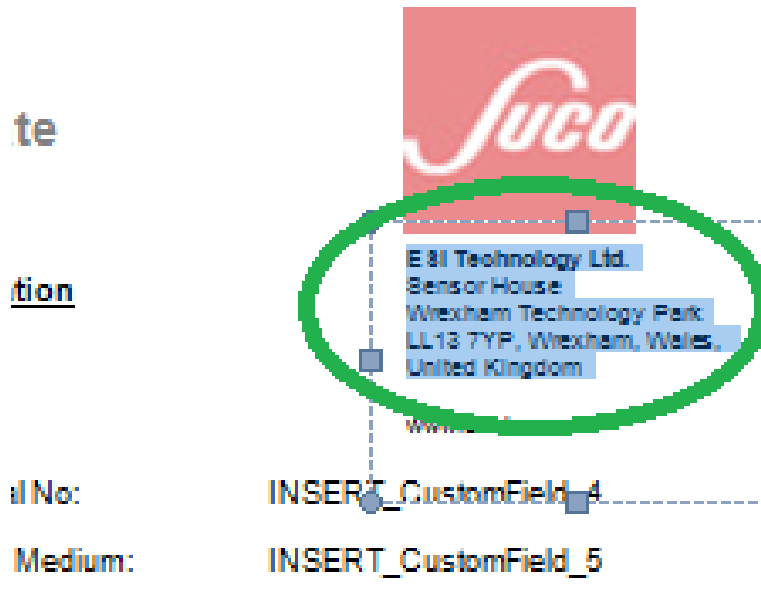 Suco
te
ESI Technology Ltd.
Sensor House
tion
Wrexham Technology Park
LL13 7YP, Wrexham, Wales,
United Kingdom
al No: INSERT_CustomField_4
Medium: INSERT_CustomField_5